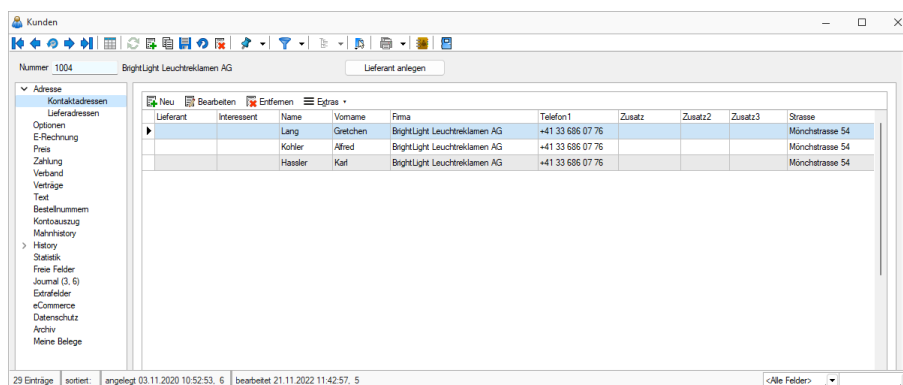 Kunden
Nummer 1004 BrightLight Leuchtreklamen AG Lieferant anlegen
Adresse
Kontaktadressen
Lieferadressen
Optionen
E-Rechnung
Preis
Zahlung
Verband
Verträge
Text
Bestellnummern
Kontoauszug
Mahnhistory
History
Statistik
Freie Felder
Journal (3, 6)
Extrafelder
eCommerce
Datenschutz
Archiv
Meine Belege
Neu Bearbeiten Entfernen Extras
Lieferant Interessent Name Vorname Firma Telefon1 Zusatz Zusatz2 Zusatz3 Strasse
Lang Gretchen BrightLight Leuchtreklamen AG +41 33 686 07 76 Mönchstrasse 54
Kohler Alfred BrightLight Leuchtreklamen AG +41 33 686 07 76 Mönchstrasse 54
Hassler Karl BrightLight Leuchtreklamen AG +41 33 686 07 76 Mönchstrasse 54
29 Einträge sortiert: angelegt 03.11.2020 10:52:53, 6 bearbeitet 21.11.2022 11:42:57, 5 <Alle Felder>